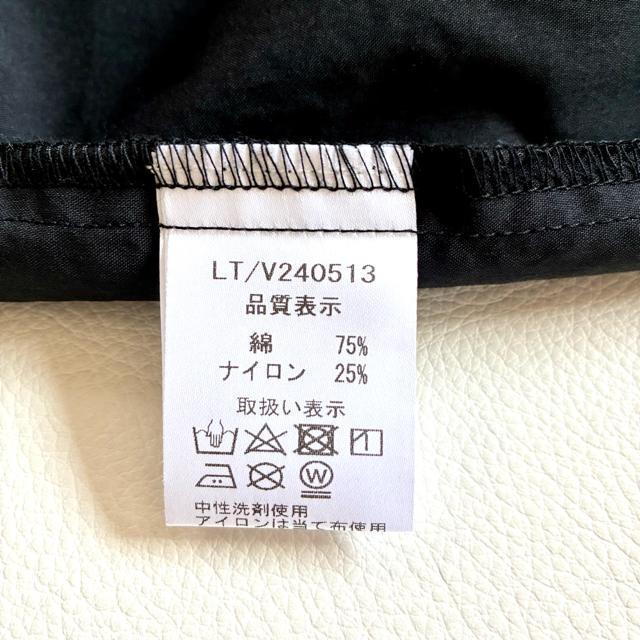 LT/V240513
品質表示
綿 75%
ナイロン 25%
取扱い表示
W
中性洗剤使用
アイロンは当て布使用